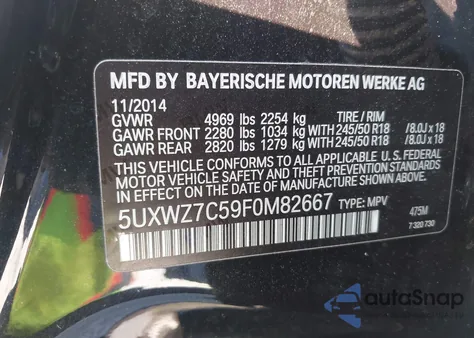 MFD BY BAYERISCHE MOTOREN WERKE AG
11/2014
GVWR 4969 lbs 2254 kg TIRE / RIM
GAWR FRONT 2280 lbs 1034 kg WITH 245/50 R18 /8.0J x 18
GAWR REAR 2820 lbs 1279 kg WITH 245/50 R18 /8.0J x 18
THIS VEHICLE CONFORMS TO ALL APPLICABLE U. S. FEDERAL
MOTOR VEHICLE SAFETY STANDARDS IN EFFECT ON THE
DATE OF MANUFACTURE SHOWN ABOVE.
5UXWZ7C59F0M82667 TYPE: MPV 475M
7 320 730
autoSnap